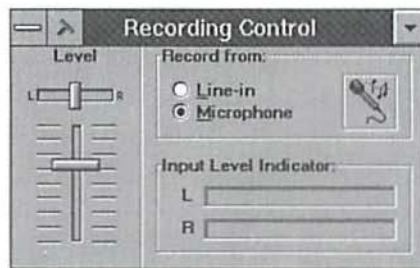 Recording Control
Level
L R
Record from:
Line-in
Microphone
Input Level Indicator:
L
R